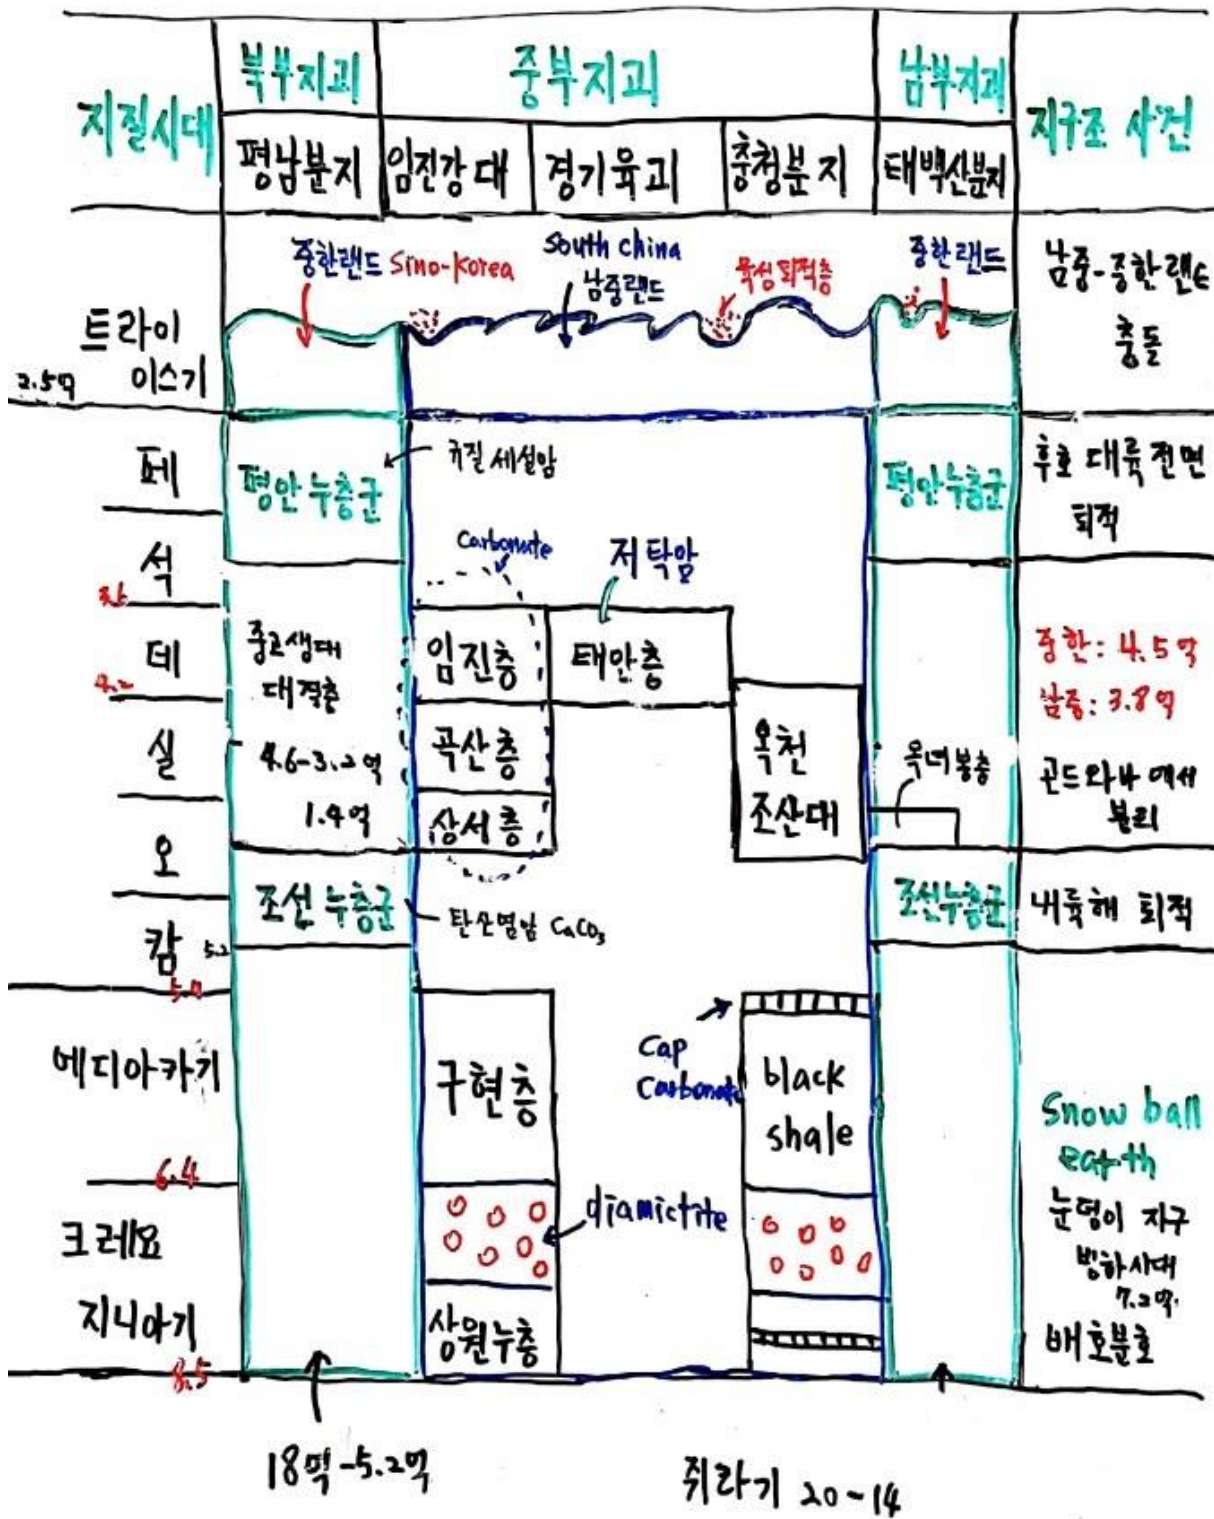 지질시대
북부지괴
중부지괴
남부지괴
지구조 사건
평남분지
임진강대
경기육괴
충청분지
태백산분지
중한랜드 Sino-Korea
South China
남중랜드
육성퇴적층
중한랜드
남중-중한랜드
충돌
트라이
이스기
2.5억
페
평안누층군
규질세설암
평안누층군
후호 대륙전면
퇴적
석
Carbonate
저탁암
3.6
데
중고생대
대결층
임진층
태안층
중한: 4.5억
남중: 3.8억
4.2
실
4.6-3.2억
1.4억
곡산층
옥천
조산대
옥녀봉층
곤드와나에서
분리
상서층
오
조선누층군
탄산염암 CaCO₃
조선누층군
내륙해 퇴적
캄 5.2
에디아카기
구현층
Cap
Carbonate
black
shale
Snow ball
earth
눈덩이 지구
빙하시대
7.2억.
6.4
크레요
지니아기
diamictite
상원누층
배호분호
8.5
18억-5.2억
쥐라기 20-14